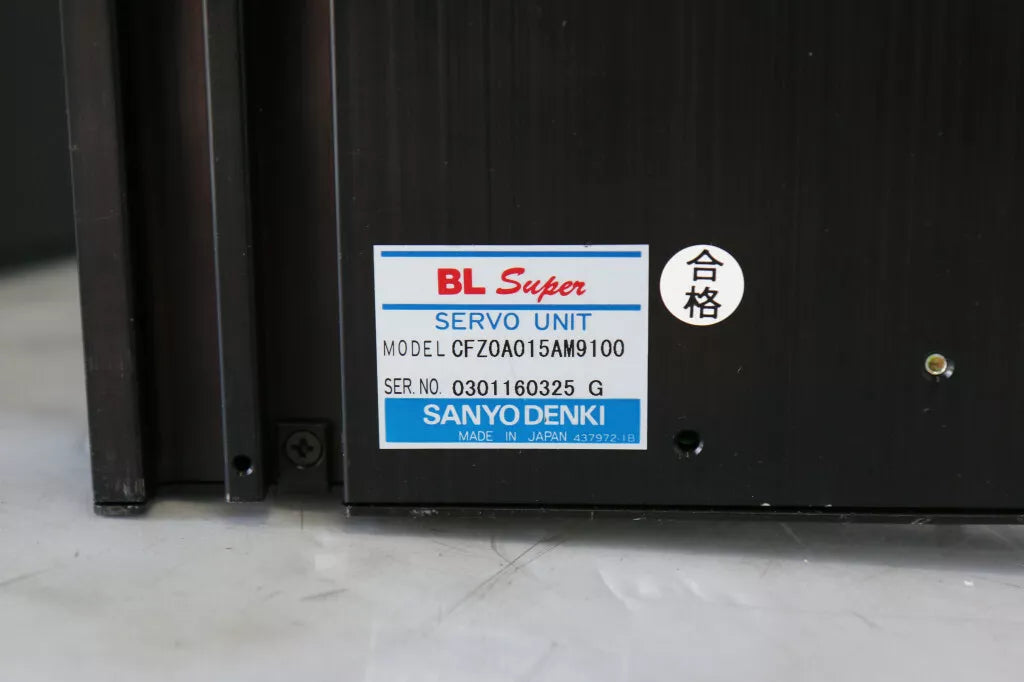 BL Super
SERVO UNIT
MODEL CFZ0A015AM9100
SER. NO. 0301160325 G
SANYO DENKI
MADE IN JAPAN 437972-1B
合格